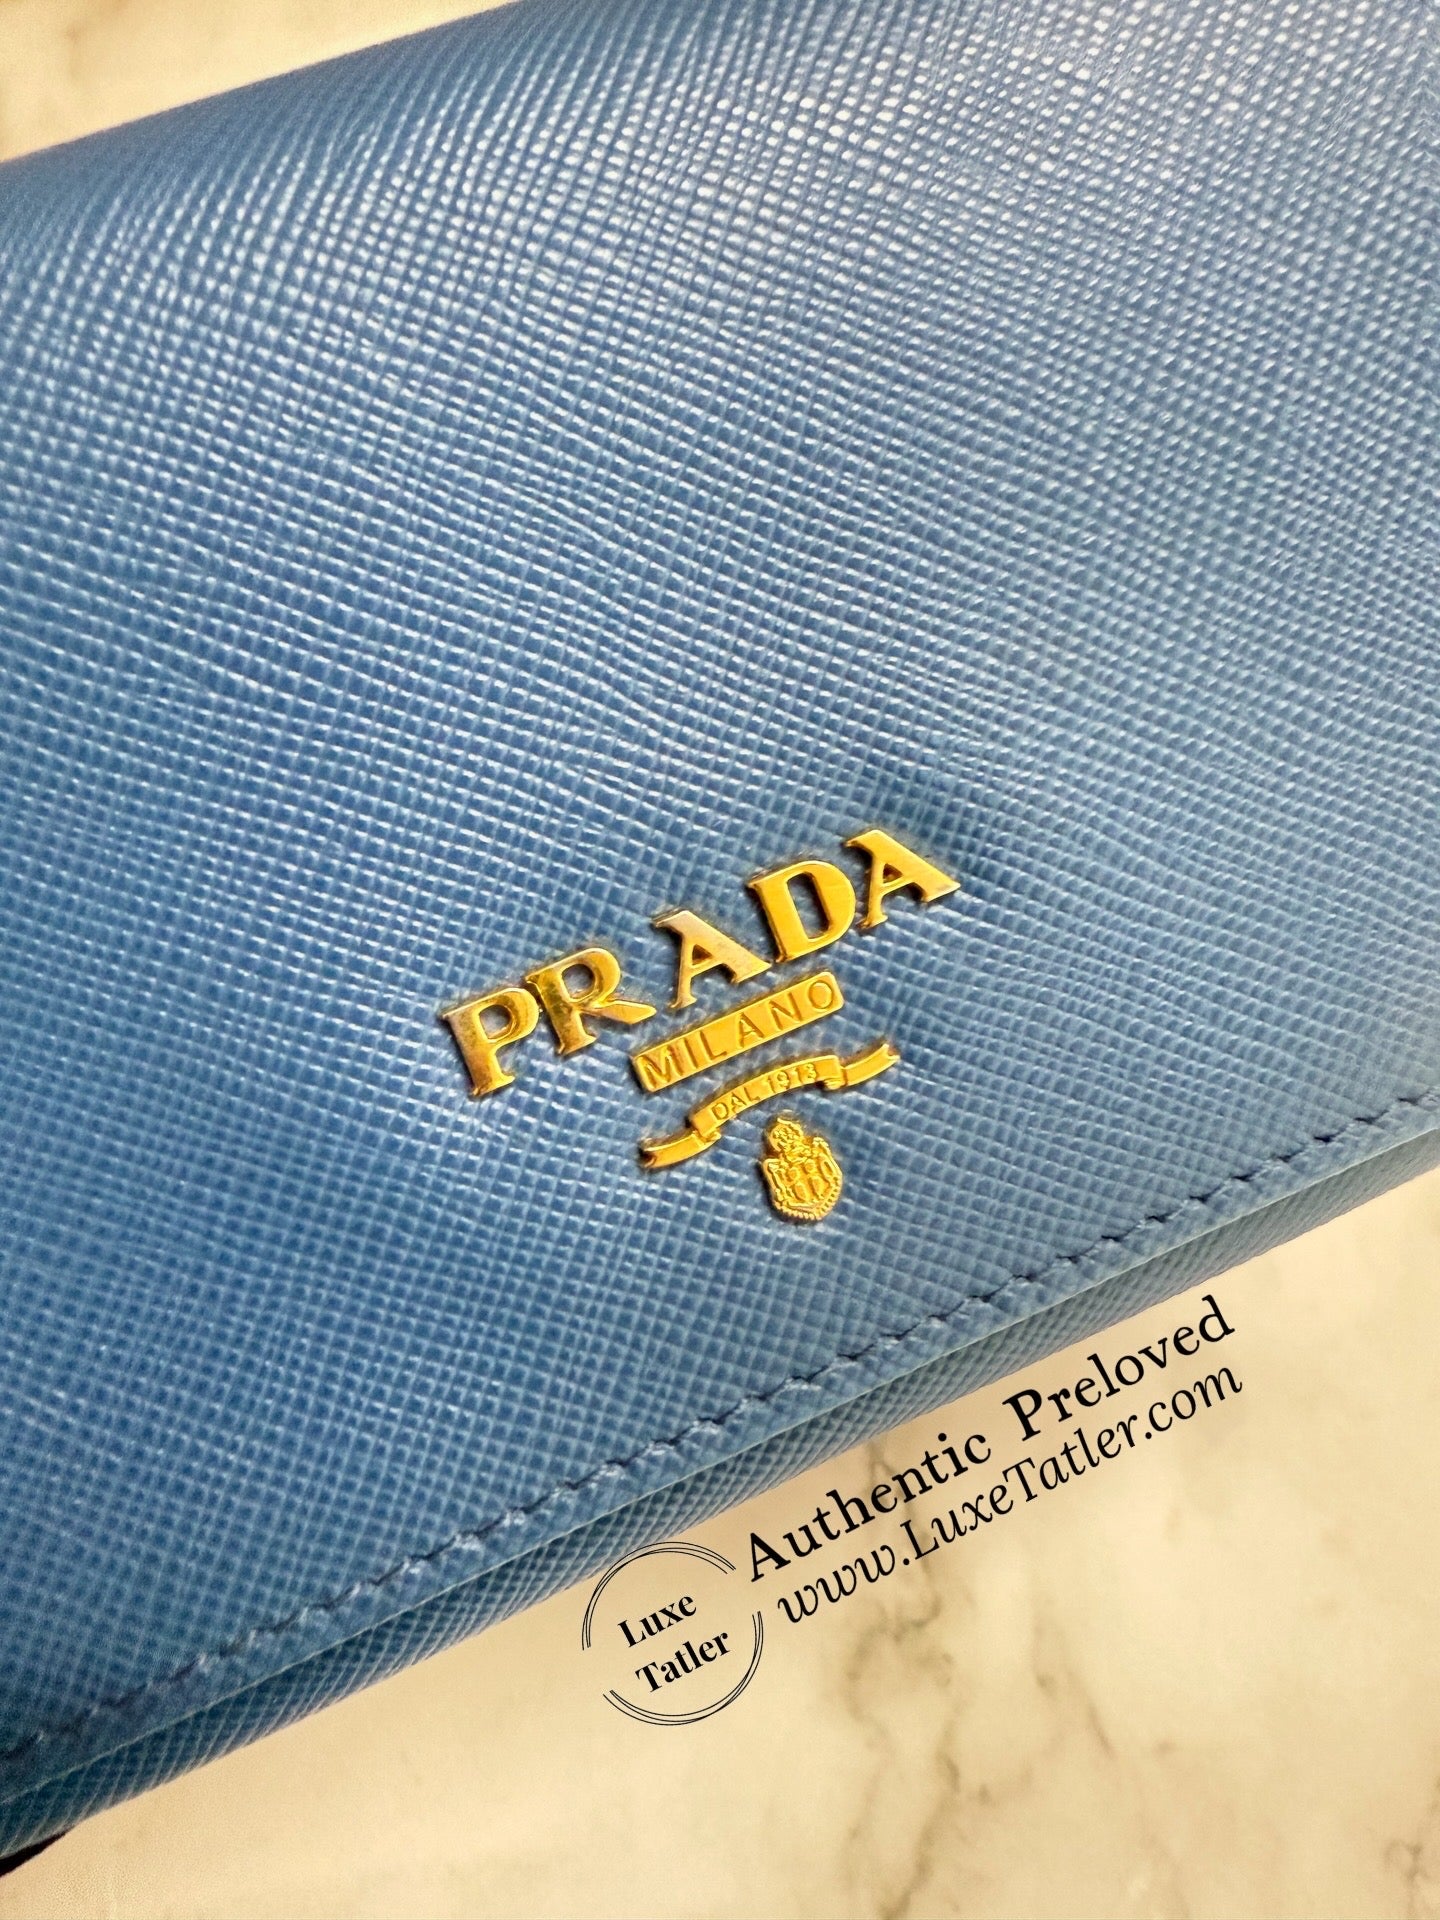 PRADA
MILANO
DAL 1913
Authentic Preloved
www.LuxeTatler.com
Luxe
Tatler